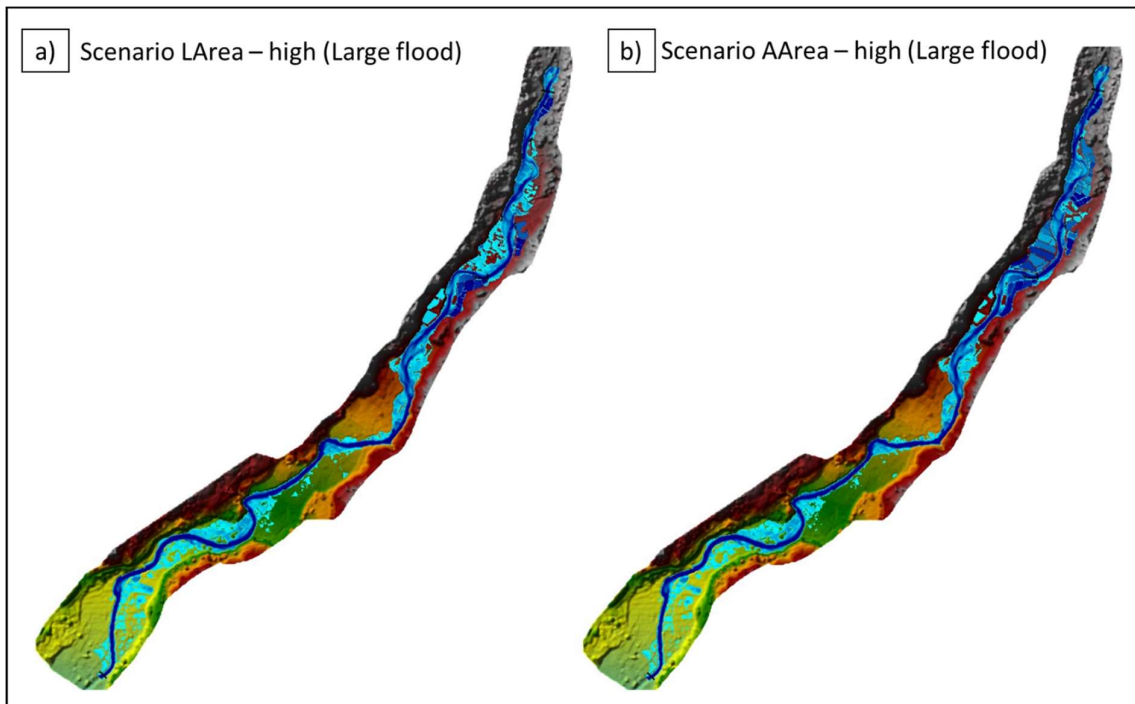 a) Scenario LArea – high (Large flood)
b) Scenario AArea – high (Large flood)